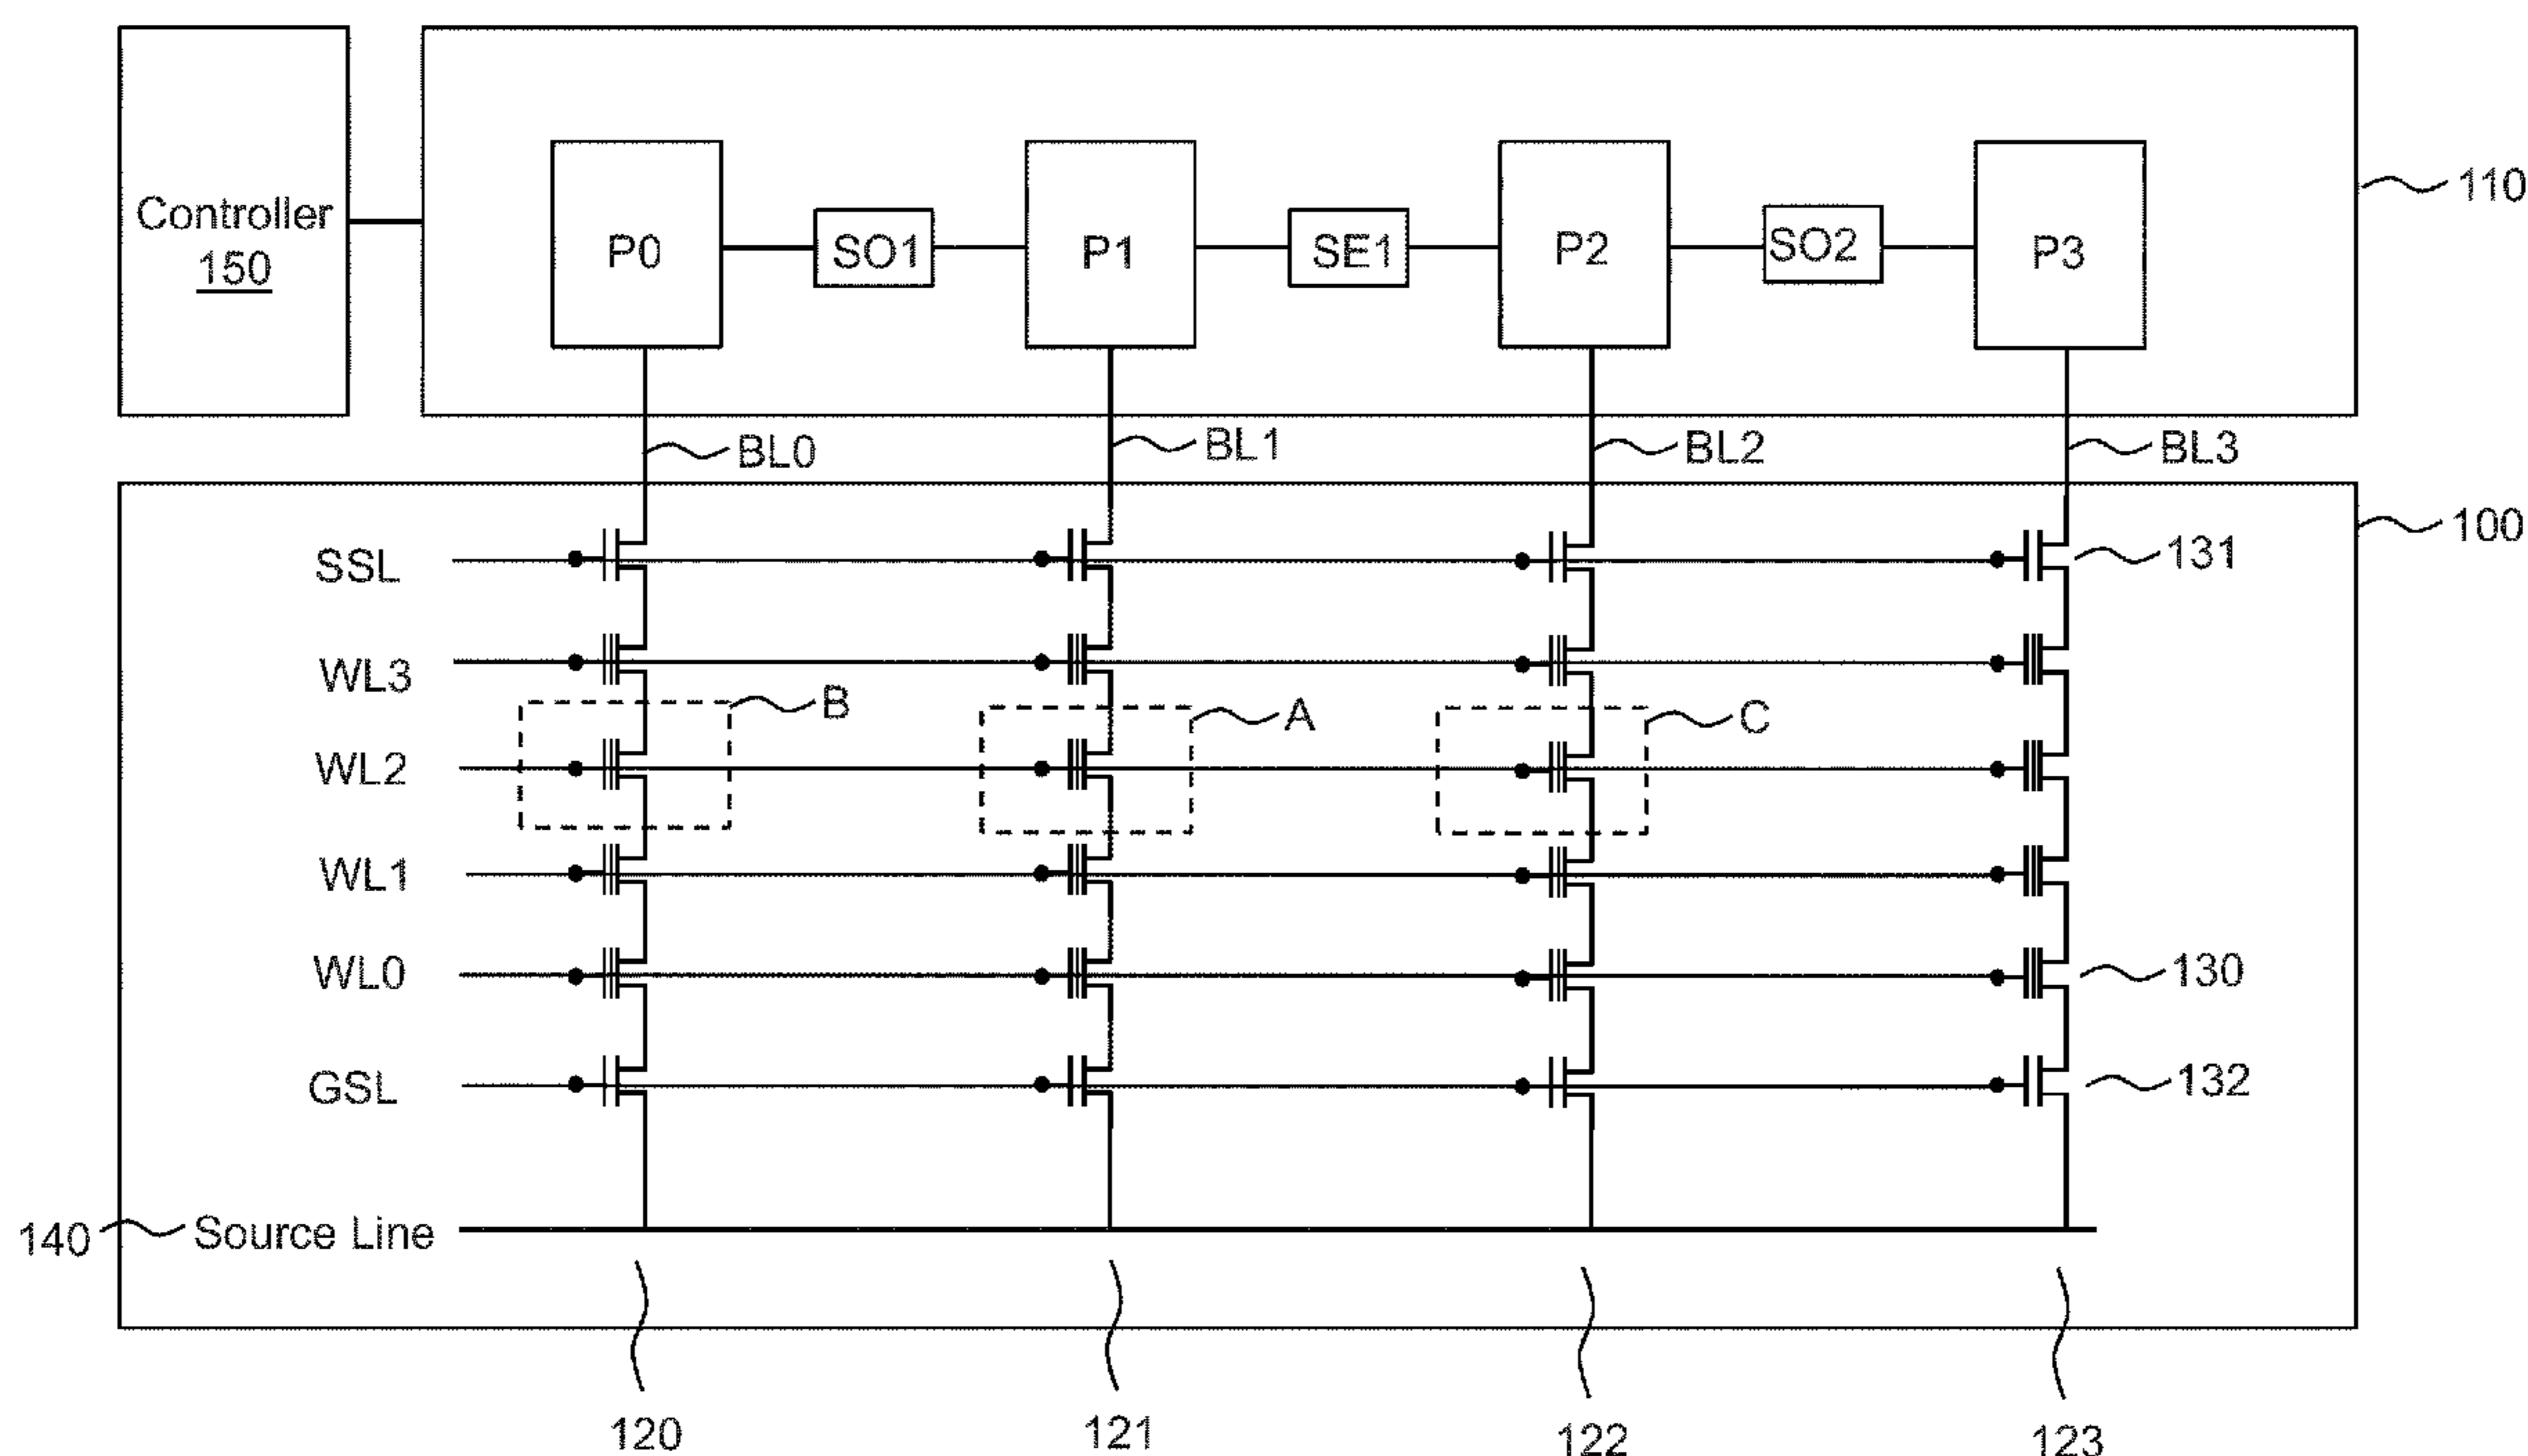 Controller
150
P0
SO1
P1
SE1
P2
SO2
P3
110
BL0
BL1
BL2
BL3
100
SSL
131
WL3
B
A
C
WL2
WL1
WL0
130
GSL
132
140
Source Line
120
121
122
123